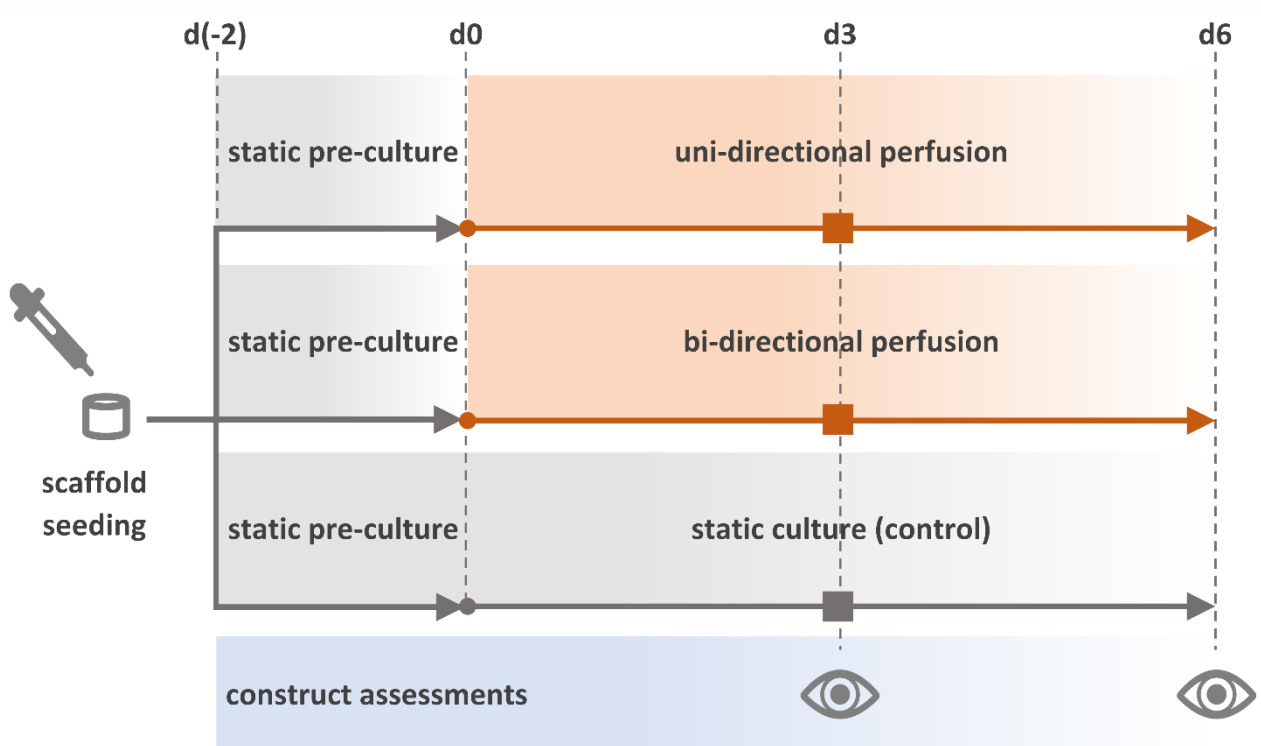 d(-2)
d0
d3
d6
static pre-culture
uni-directional perfusion
static pre-culture
bi-directional perfusion
scaffold
seeding
static pre-culture
static culture (control)
construct assessments